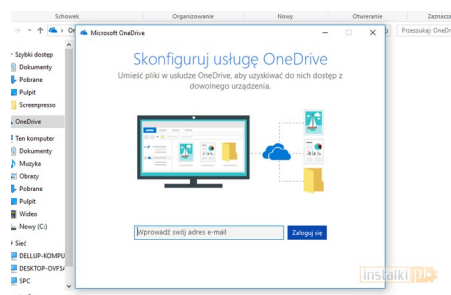 Schowek Organizowanie Nowy Otwieranie Zaznacza
Microsoft OneDrive
Przeszukaj: OneDr
Skonfiguruj usługę OneDrive
Umieść pliki w usłudze OneDrive, aby uzyskiwać do nich dostęp z
dowolnego urządzenia.
Szybki dostęp
Dokumenty
Pobrane
Pulpit
Screenpresso
OneDrive
Ten komputer
Dokumenty
Muzyka
Obrazy
Pobrane
Pulpit
Wideo
Nowy (C:)
Sieć
DELLUP-KOMPU
DESKTOP-OVF5
SPC
Wprowadź swój adres e-mail
Zaloguj się
instalki pl